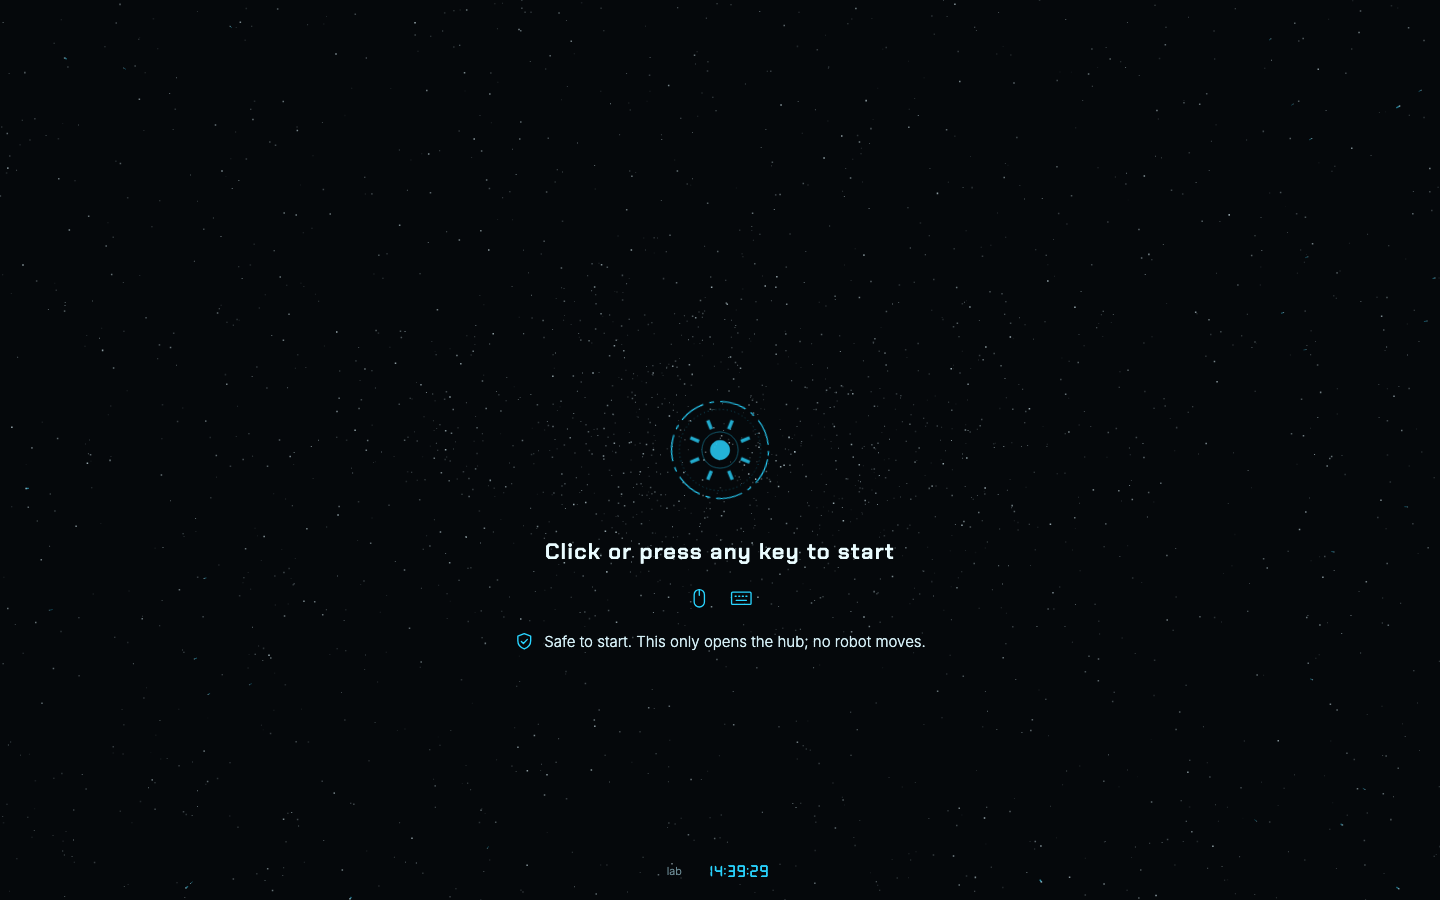 Click or press any key to start
Safe to start. This only opens the hub; no robot moves.
lab 14:39:29